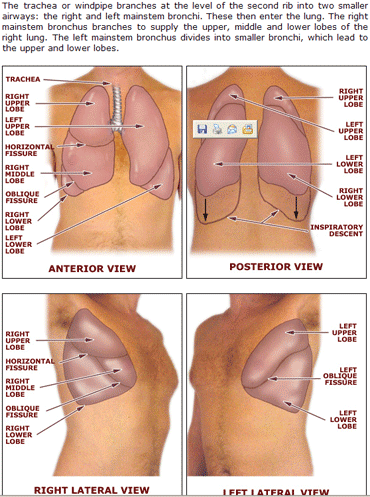 The trachea or windpipe branches at the level of the second rib into two smaller
airways: the right and left mainstem bronchi. These then enter the lung. The right
mainstem bronchus branches to supply the upper, middle and lower lobes of the
right lung. The left mainstem bronchus divides into smaller bronchi, which lead to
the upper and lower lobes.
TRACHEA
RIGHT
UPPER
LOBE
LEFT
UPPER
LOBE
HORIZONTAL
FISSURE
RIGHT
MIDDLE
LOBE
OBLIQUE
FISSURE
RIGHT
LOWER
LOBE
LEFT
LOWER
LOBE
ANTERIOR VIEW
RIGHT
UPPER
LOBE
LEFT
UPPER
LOBE
LEFT
LOWER
LOBE
RIGHT
LOWER
LOBE
INSPIRATORY
DESCENT
POSTERIOR VIEW
RIGHT
UPPER
LOBE
HORIZONTAL
FISSURE
RIGHT
MIDDLE
LOBE
OBLIQUE
FISSURE
RIGHT
LOWER
LOBE
RIGHT LATERAL VIEW
LEFT
UPPER
LOBE
LEFT
OBLIQUE
FISSURE
LEFT
LOWER
LOBE
LEFT LATERAL VIEW